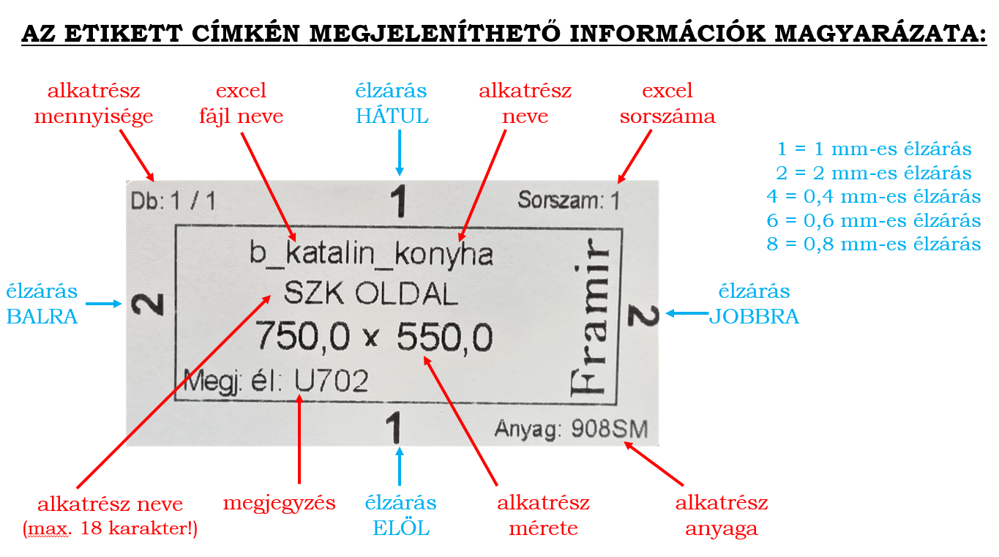 AZ ETIKETT CÍMKÉN MEGJELENÍTHETŐ INFORMÁCIÓK MAGYARÁZATA:
alkatrész
mennyisége
excel
fájl neve
élzárás
HÁTUL
alkatrész
neve
excel
sorszáma
1 = 1 mm-es élzárás
2 = 2 mm-es élzárás
4 = 0,4 mm-es élzárás
6 = 0,6 mm-es élzárás
8 = 0,8 mm-es élzárás
Db: 1 / 1
1
Sorszam: 1
b_katalin_konyha
SZK OLDAL
750,0 x 550,0
Megj: él: U702
Framir
élzárás
BALRA
2
2
élzárás
JOBBRA
1
Anyag: 908SM
alkatrész neve
(max. 18 karakter!)
megjegyzés
élzárás
ELÖL
alkatrész
mérete
alkatrész
anyaga